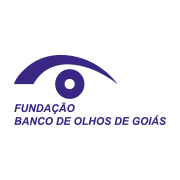 FUNDAÇÃO
BANCO DE OLHOS DE GOIÁS